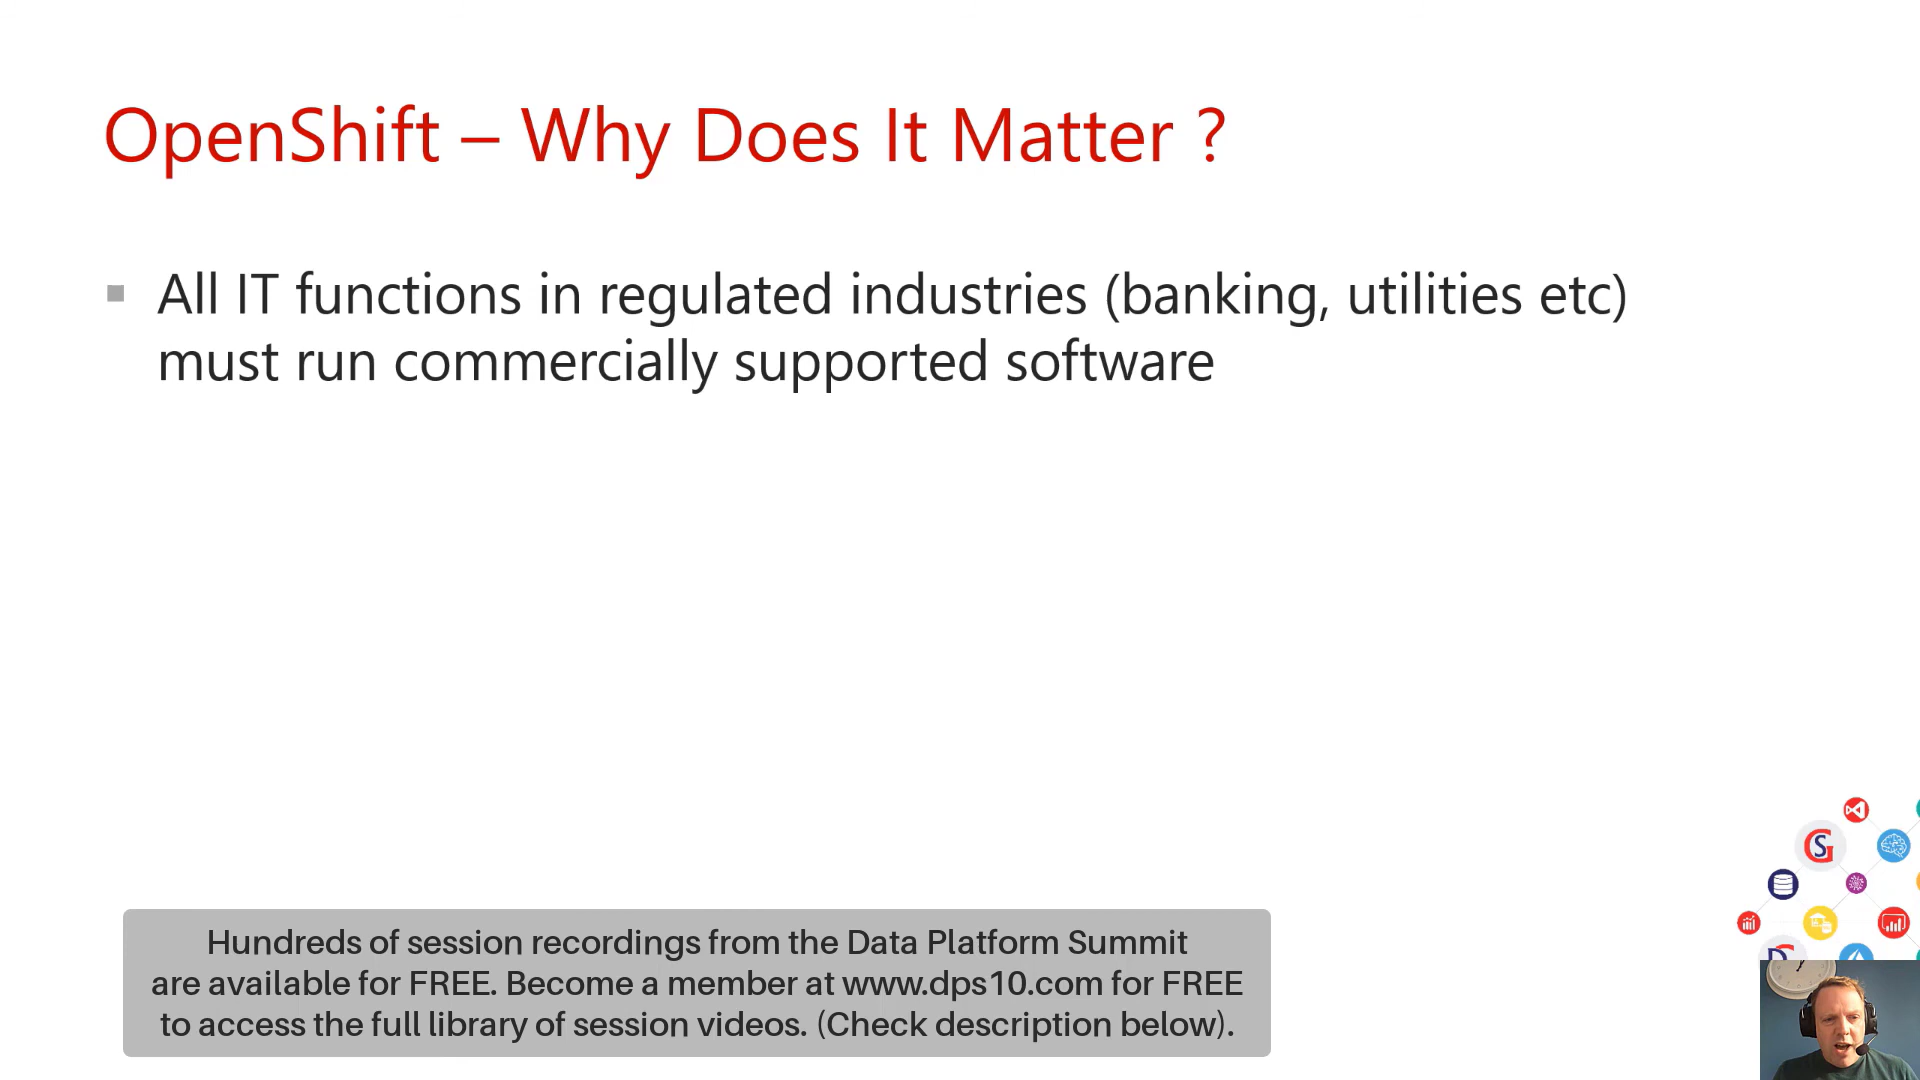 OpenShift – Why Does It Matter ?
All IT functions in regulated industries (banking, utilities etc)
must run commercially supported software
Hundreds of session recordings from the Data Platform Summit
are available for FREE. Become a member at www.dps10.com for FREE
to access the full library of session videos. (Check description below).